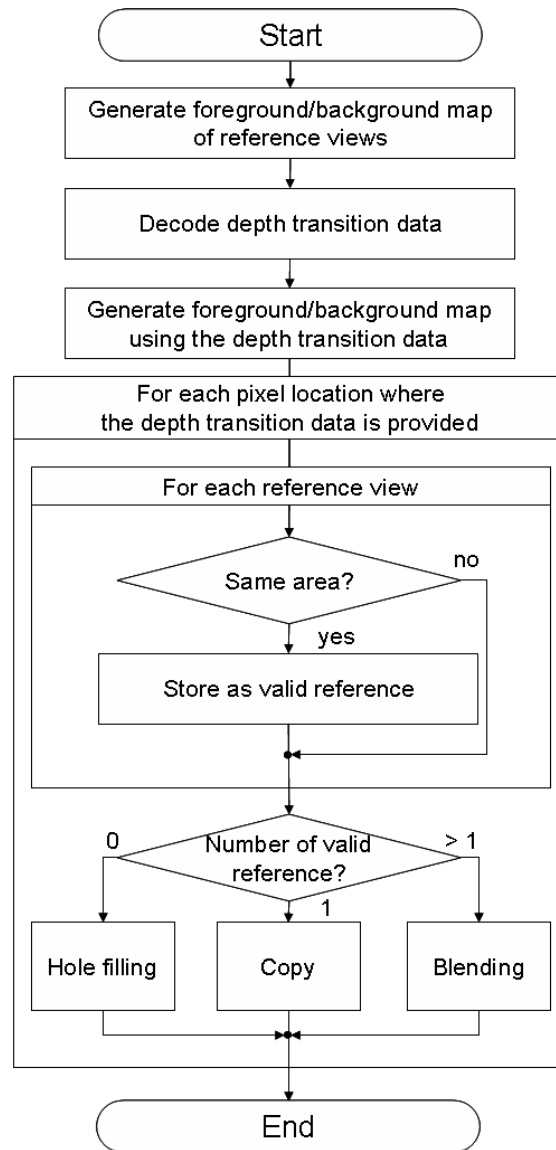 Start
Generate foreground/background map
of reference views
Decode depth transition data
Generate foreground/background map
using the depth transition data
For each pixel location where
the depth transition data is provided
For each reference view
Same area?
no
yes
Store as valid reference
0
Number of valid
reference?
> 1
1
Hole filling
Copy
Blending
End